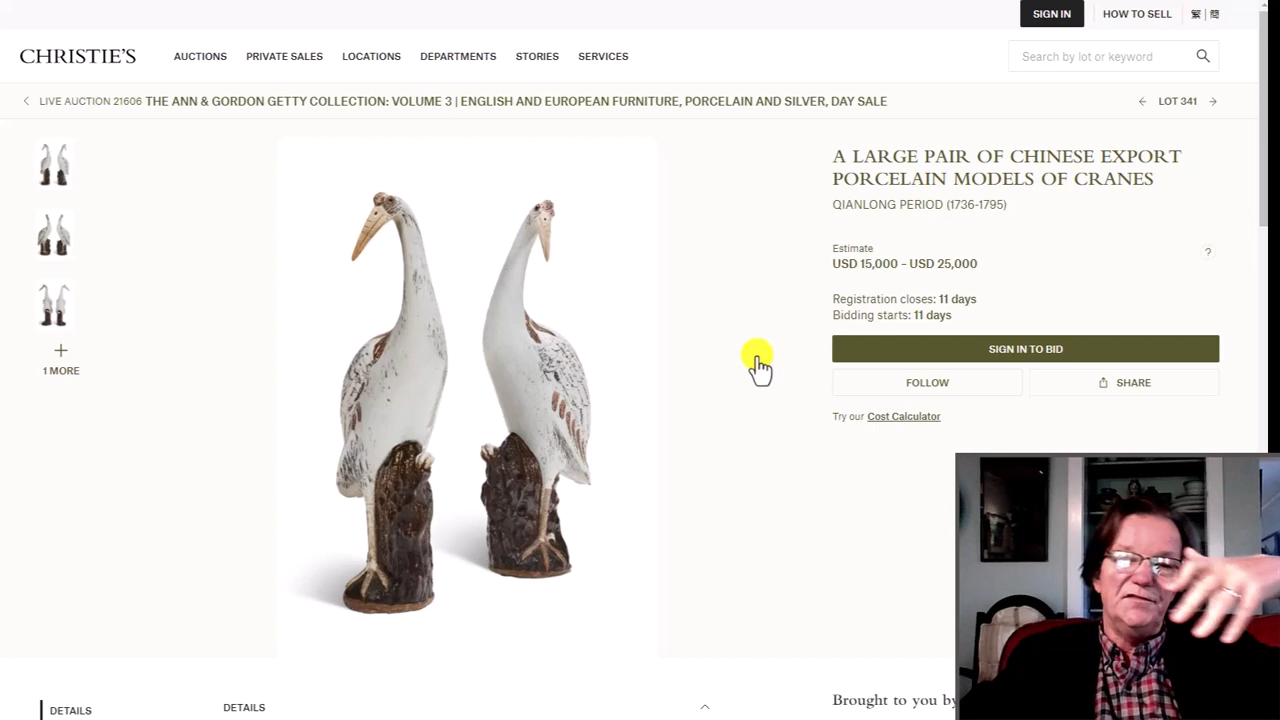 SIGN IN
HOW TO SELL
繁 | 簡
CHRISTIE'S
AUCTIONS
PRIVATE SALES
LOCATIONS
DEPARTMENTS
STORIES
SERVICES
Search by lot or keyword
LIVE AUCTION 21606 THE ANN & GORDON GETTY COLLECTION: VOLUME 3 | ENGLISH AND EUROPEAN FURNITURE, PORCELAIN AND SILVER, DAY SALE
LOT 341
1 MORE
A LARGE PAIR OF CHINESE EXPORT
PORCELAIN MODELS OF CRANES
QIANLONG PERIOD (1736-1795)
Estimate
USD 15,000 – USD 25,000
?
Registration closes: 11 days
Bidding starts: 11 days
SIGN IN TO BID
FOLLOW
SHARE
Try our Cost Calculator
DETAILS
DETAILS
Brought to you by